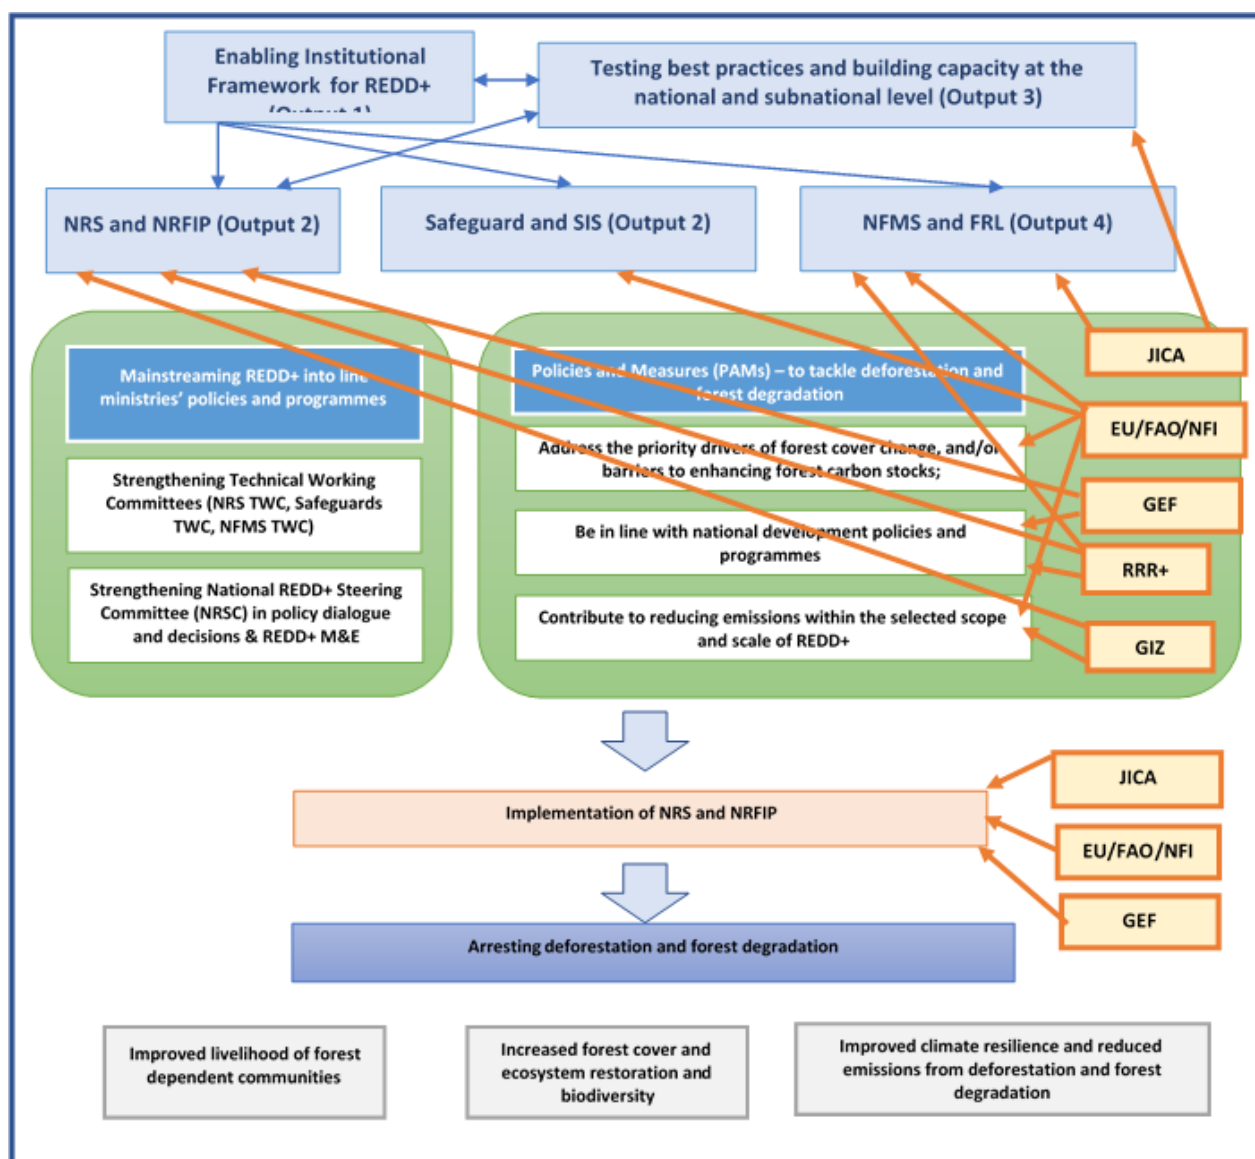 Enabling Institutional
Framework for REDD+
(Output 1)
Testing best practices and building capacity at the
national and subnational level (Output 3)
NRS and NRFIP (Output 2)
Safeguard and SIS (Output 2)
NFMS and FRL (Output 4)
Mainstreaming REDD+ into line
ministries' policies and programmes
Strengthening Technical Working
Committees (NRS TWC, Safeguards
TWC, NFMS TWC)
Strengthening National REDD+ Steering
Committee (NRSC) in policy dialogue
and decisions & REDD+ M&E
Policies and Measures (PAMs) – to tackle deforestation and
forest degradation
Address the priority drivers of forest cover change, and/or
barriers to enhancing forest carbon stocks;
Be in line with national development policies and
programmes
Contribute to reducing emissions within the selected scope
and scale of REDD+
JICA
EU/FAO/NFI
GEF
RRR+
GIZ
Implementation of NRS and NRFIP
JICA
EU/FAO/NFI
GEF
Arresting deforestation and forest degradation
Improved livelihood of forest
dependent communities
Increased forest cover and
ecosystem restoration and
biodiversity
Improved climate resilience and reduced
emissions from deforestation and forest
degradation